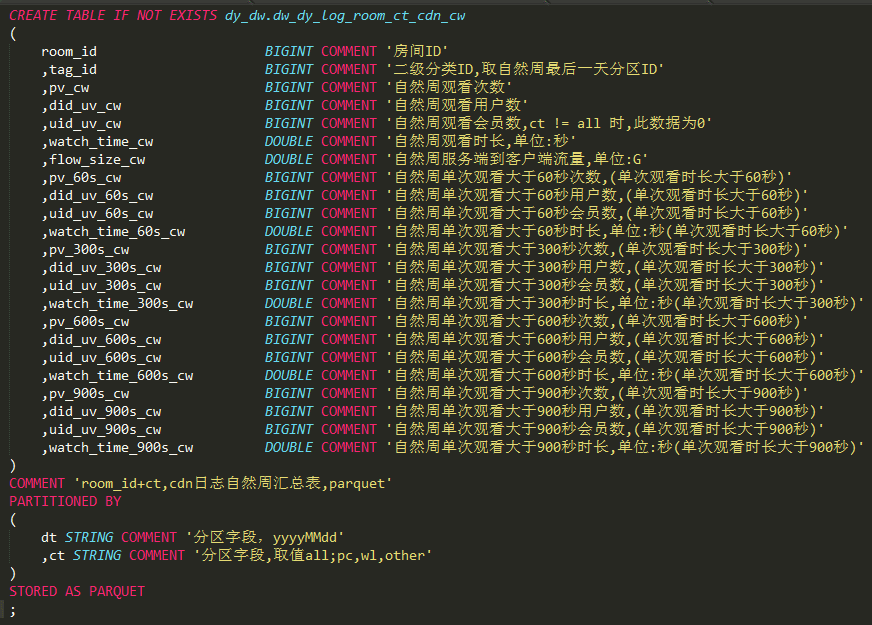 CREATE TABLE IF NOT EXISTS dy_dw.dw_dy_log_room_ct_cdn_cw
(
room_id BIGINT COMMENT '房间ID'
,tag_id BIGINT COMMENT '二级分类ID,取自然周最后一天分区ID'
,pv_cw BIGINT COMMENT '自然周观看次数'
,did_uv_cw BIGINT COMMENT '自然周观看用户数'
,uid_uv_cw BIGINT COMMENT '自然周观看会员数,ct != all 时,此数据为0'
,watch_time_cw DOUBLE COMMENT '自然周观看时长,单位:秒'
,flow_size_cw DOUBLE COMMENT '自然周服务端到客户端流量,单位:G'
,pv_60s_cw BIGINT COMMENT '自然周单次观看大于60秒次数,(单次观看时长大于60秒)'
,did_uv_60s_cw BIGINT COMMENT '自然周单次观看大于60秒用户数,(单次观看时长大于60秒)'
,uid_uv_60s_cw BIGINT COMMENT '自然周单次观看大于60秒会员数,(单次观看时长大于60秒)'
,watch_time_60s_cw DOUBLE COMMENT '自然周单次观看大于60秒时长,单位:秒(单次观看时长大于60秒)'
,pv_300s_cw BIGINT COMMENT '自然周单次观看大于300秒次数,(单次观看时长大于300秒)'
,did_uv_300s_cw BIGINT COMMENT '自然周单次观看大于300秒用户数,(单次观看时长大于300秒)'
,uid_uv_300s_cw BIGINT COMMENT '自然周单次观看大于300秒会员数,(单次观看时长大于300秒)'
,watch_time_300s_cw DOUBLE COMMENT '自然周单次观看大于300秒时长,单位:秒(单次观看时长大于300秒)'
,pv_600s_cw BIGINT COMMENT '自然周单次观看大于600秒次数,(单次观看时长大于600秒)'
,did_uv_600s_cw BIGINT COMMENT '自然周单次观看大于600秒用户数,(单次观看时长大于600秒)'
,uid_uv_600s_cw BIGINT COMMENT '自然周单次观看大于600秒会员数,(单次观看时长大于600秒)'
,watch_time_600s_cw DOUBLE COMMENT '自然周单次观看大于600秒时长,单位:秒(单次观看时长大于600秒)'
,pv_900s_cw BIGINT COMMENT '自然周单次观看大于900秒次数,(单次观看时长大于900秒)'
,did_uv_900s_cw BIGINT COMMENT '自然周单次观看大于900秒用户数,(单次观看时长大于900秒)'
,uid_uv_900s_cw BIGINT COMMENT '自然周单次观看大于900秒会员数,(单次观看时长大于900秒)'
,watch_time_900s_cw DOUBLE COMMENT '自然周单次观看大于900秒时长,单位:秒(单次观看时长大于900秒)'
)
COMMENT 'room_id+ct,cdn日志自然周汇总表,parquet'
PARTITIONED BY
(
dt STRING COMMENT '分区字段，yyyyMMdd'
,ct STRING COMMENT '分区字段,取值all;pc,wl,other'
)
STORED AS PARQUET
;